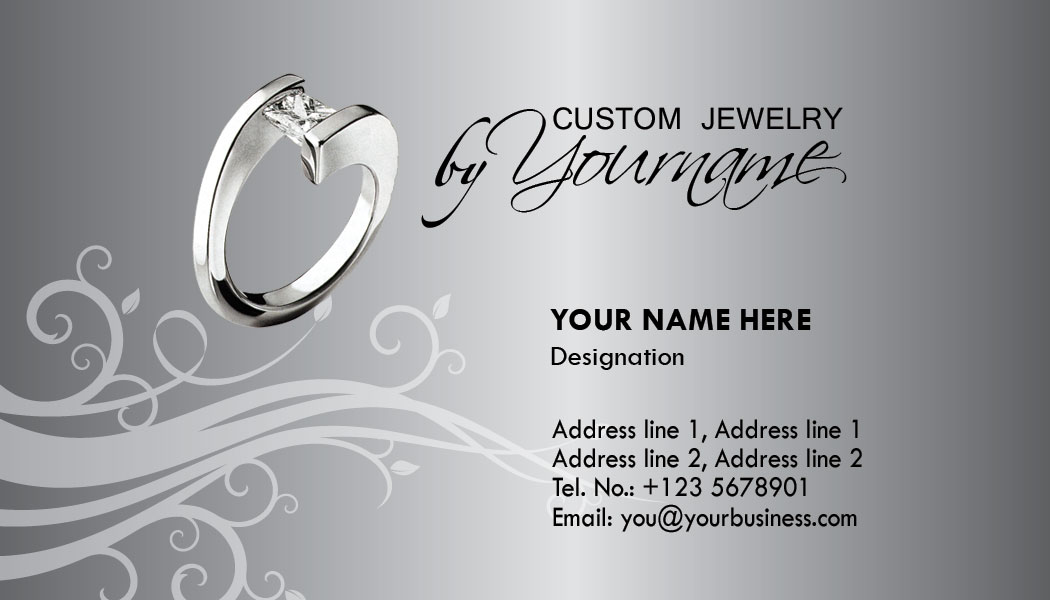 CUSTOM JEWELRY
by Yourname
YOUR NAME HERE
Designation
Address line 1, Address line 1
Address line 2, Address line 2
Tel. No.: +123 5678901
Email: you@yourbusiness.com